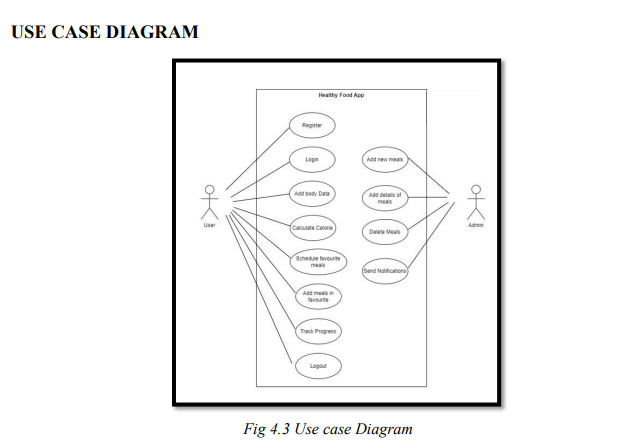 USE CASE DIAGRAM
Healthy Food App
Register
Login
Add body Data
Calculate Calorie
Schedule favourite
meals
Add meals in
favourite
Track Progress
Logout
User
Add new meals
Add details of
meals
Delete Meals
Send Notifications
Admin
Fig 4.3 Use case Diagram